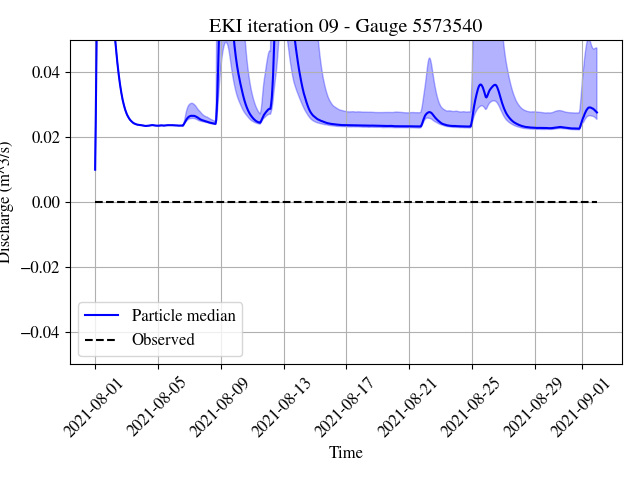 EKI iteration 09 - Gauge 5573540
Discharge (m^3/s)
0.04
0.02
0.00
−0.02
−0.04
Particle median
Observed
2021-08-01
2021-08-05
2021-08-09
2021-08-13
2021-08-17
2021-08-21
2021-08-25
2021-08-29
2021-09-01
Time